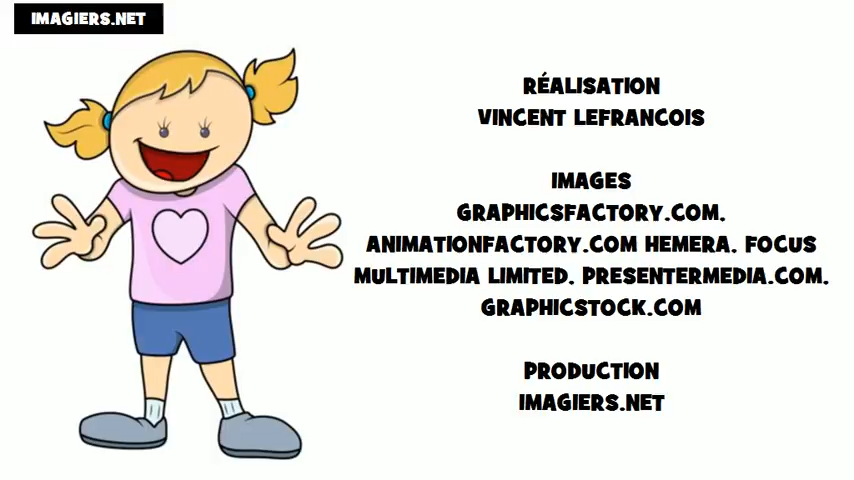 IMAGIERS.NET
RÉALISATION
VINCENT LEFRANCOIS
IMAGES
GRAPHICSFACTORY.COM,
ANIMATIONFACTORY.COM HEMERA, FOCUS
MULTIMEDIA LIMITED, PRESENTERMEDIA.COM,
GRAPHICSTOCK.COM
PRODUCTION
IMAGIERS.NET